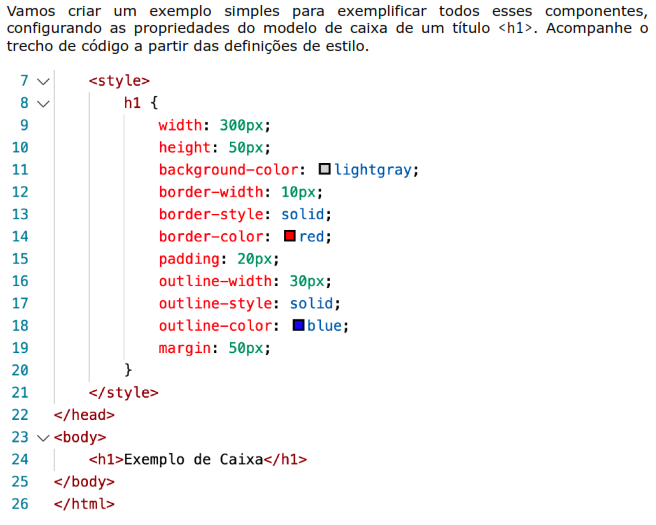 Vamos criar um exemplo simples para exemplificar todos esses componentes,
configurando as propriedades do modelo de caixa de um título <h1>. Acompanhe o
trecho de código a partir das definições de estilo.
7 <style>
8 h1 {
9 width: 300px;
10 height: 50px;
11 background-color: lightgray;
12 border-width: 10px;
13 border-style: solid;
14 border-color: red;
15 padding: 20px;
16 outline-width: 30px;
17 outline-style: solid;
18 outline-color: blue;
19 margin: 50px;
20 }
21 </style>
22 </head>
23 <body>
24 <h1>Exemplo de Caixa</h1>
25 </body>
26 </html>